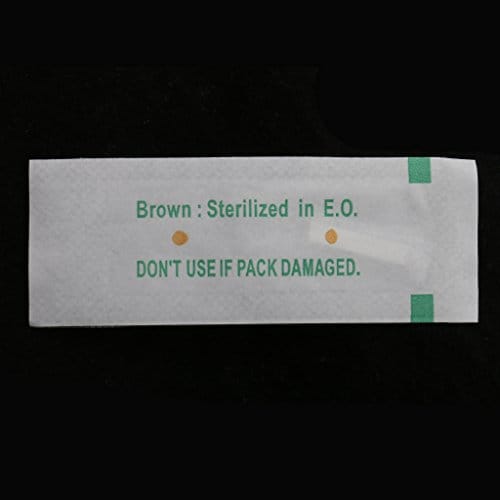 Brown : Sterilized in E.O.
DON'T USE IF PACK DAMAGED.